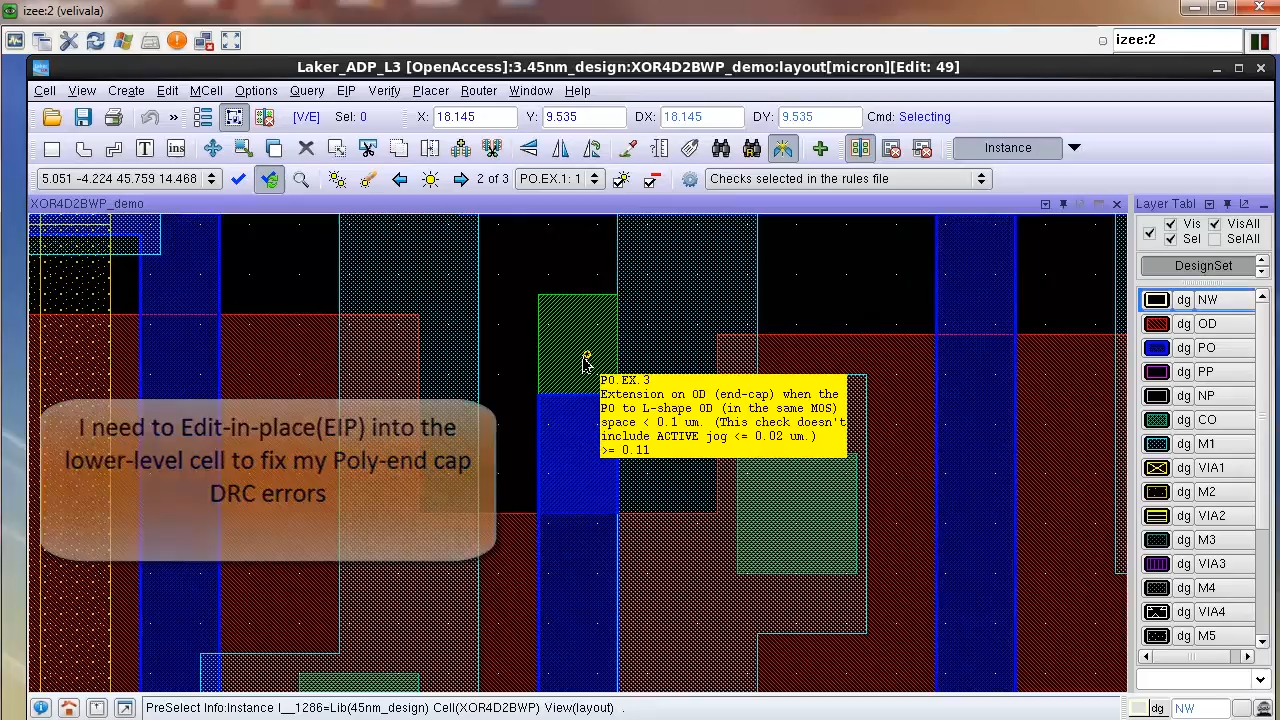 izee:2 (velivala)
izee:2
Laker_ADP_L3 [OpenAccess]:3.45nm_design:XOR4D2BWP_demo:layout[micron][Edit: 49]
Cell View Create Edit MCell Options Query EIP Verify Placer Router Window Help
[V/E] Sel: 0 X: 18.145 Y: 9.535 DX: 18.145 DY: 9.535 Cmd: Selecting
T ins Instance
5.051 -4.224 45.759 14.468 2 of 3 PO.EX.1: 1 Checks selected in the rules file
XOR4D2BWP_demo
Layer Tabl
Vis VisAll
Sel SelAll
DesignSet
dg NW
dg OD
dg PO
dg PP
dg NP
dg CO
dg M1
dg VIA1
dg M2
dg VIA2
dg M3
dg VIA3
dg M4
dg VIA4
dg M5
PO.EX.3
Extension on OD (end-cap) when the
PO to L-shape OD (in the same MOS)
space < 0.1 um. (This check doesn't
include ACTIVE jog <= 0.02 um.)
>= 0.11
I need to Edit-in-place(EIP) into the
lower-level cell to fix my Poly-end cap
DRC errors
PreSelect Info:Instance I__1286=Lib(45nm_design) Cell(XOR4D2BWP) View(layout) .
dg NW